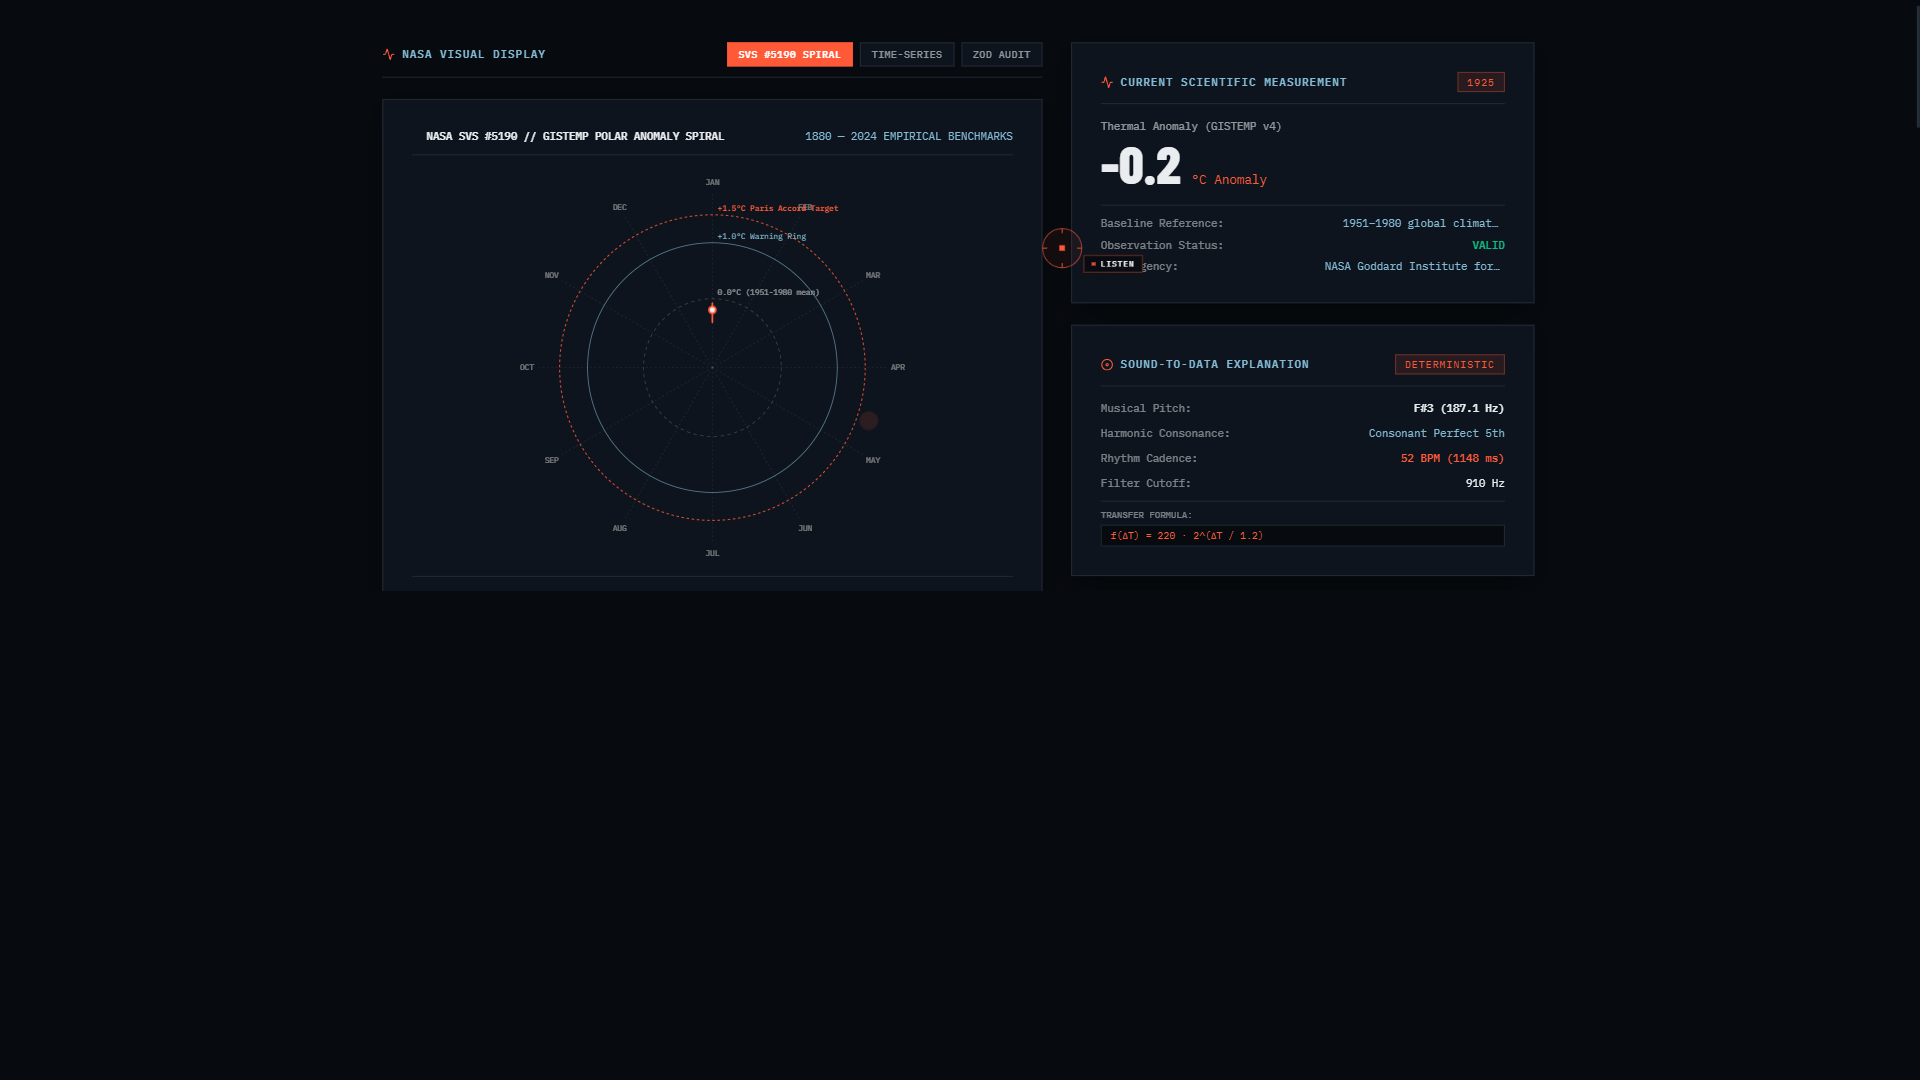 NASA VISUAL DISPLAY
SVS #5190 SPIRAL
TIME-SERIES
ZOD AUDIT
NASA SVS #5190 // GISTEMP POLAR ANOMALY SPIRAL
1880 — 2024 EMPIRICAL BENCHMARKS
JAN
DEC
FEB
+1.5°C Paris Accord Target
+1.0°C Warning Ring
NOV
MAR
0.0°C (1951-1980 mean)
OCT
APR
SEP
MAY
AUG
JUN
JUL
CURRENT SCIENTIFIC MEASUREMENT
1925
Thermal Anomaly (GISTEMP v4)
-0.2 °C Anomaly
Baseline Reference: 1951–1980 global climat…
Observation Status: VALID
LISTEN
gency: NASA Goddard Institute for…
SOUND-TO-DATA EXPLANATION
DETERMINISTIC
Musical Pitch: F#3 (187.1 Hz)
Harmonic Consonance: Consonant Perfect 5th
Rhythm Cadence: 52 BPM (1148 ms)
Filter Cutoff: 910 Hz
TRANSFER FORMULA:
f(ΔT) = 220 · 2^(ΔT / 1.2)